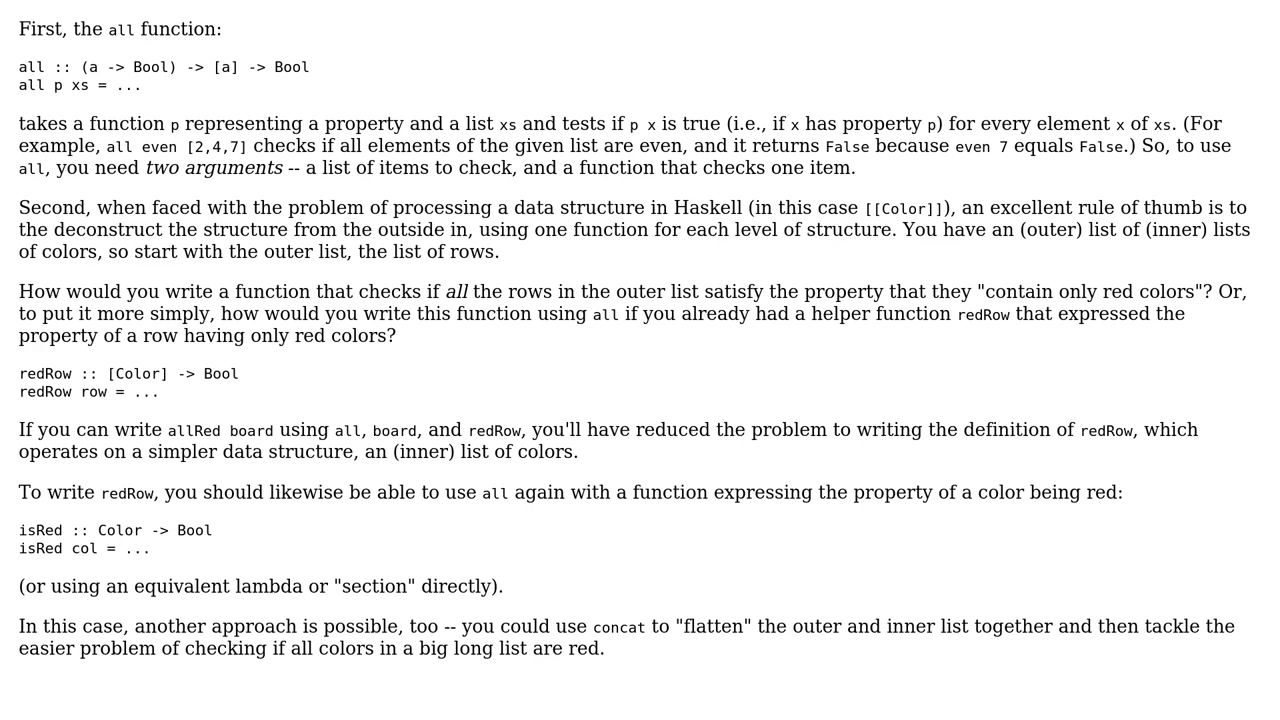 First, the all function:
all :: (a -> Bool) -> [a] -> Bool
all p xs = ...
takes a function p representing a property and a list xs and tests if p x is true (i.e., if x has property p) for every element x of xs. (For
example, all even [2,4,7] checks if all elements of the given list are even, and it returns False because even 7 equals False.) So, to use
all, you need two arguments -- a list of items to check, and a function that checks one item.
Second, when faced with the problem of processing a data structure in Haskell (in this case [[Color]]), an excellent rule of thumb is to
the deconstruct the structure from the outside in, using one function for each level of structure. You have an (outer) list of (inner) lists
of colors, so start with the outer list, the list of rows.
How would you write a function that checks if all the rows in the outer list satisfy the property that they "contain only red colors"? Or,
to put it more simply, how would you write this function using all if you already had a helper function redRow that expressed the
property of a row having only red colors?
redRow :: [Color] -> Bool
redRow row = ...
If you can write allRed board using all, board, and redRow, you'll have reduced the problem to writing the definition of redRow, which
operates on a simpler data structure, an (inner) list of colors.
To write redRow, you should likewise be able to use all again with a function expressing the property of a color being red:
isRed :: Color -> Bool
isRed col = ...
(or using an equivalent lambda or "section" directly).
In this case, another approach is possible, too -- you could use concat to "flatten" the outer and inner list together and then tackle the
easier problem of checking if all colors in a big long list are red.